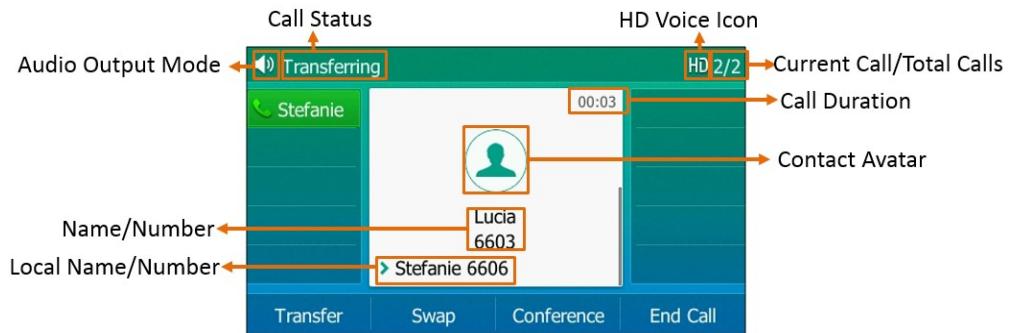 Call Status
HD Voice Icon
Audio Output Mode
Transferring
HD 2/2
Current Call/Total Calls
Stefanie
00:03
Call Duration
Contact Avatar
Name/Number
Lucia
6603
Local Name/Number
Stefanie 6606
Transfer
Swap
Conference
End Call